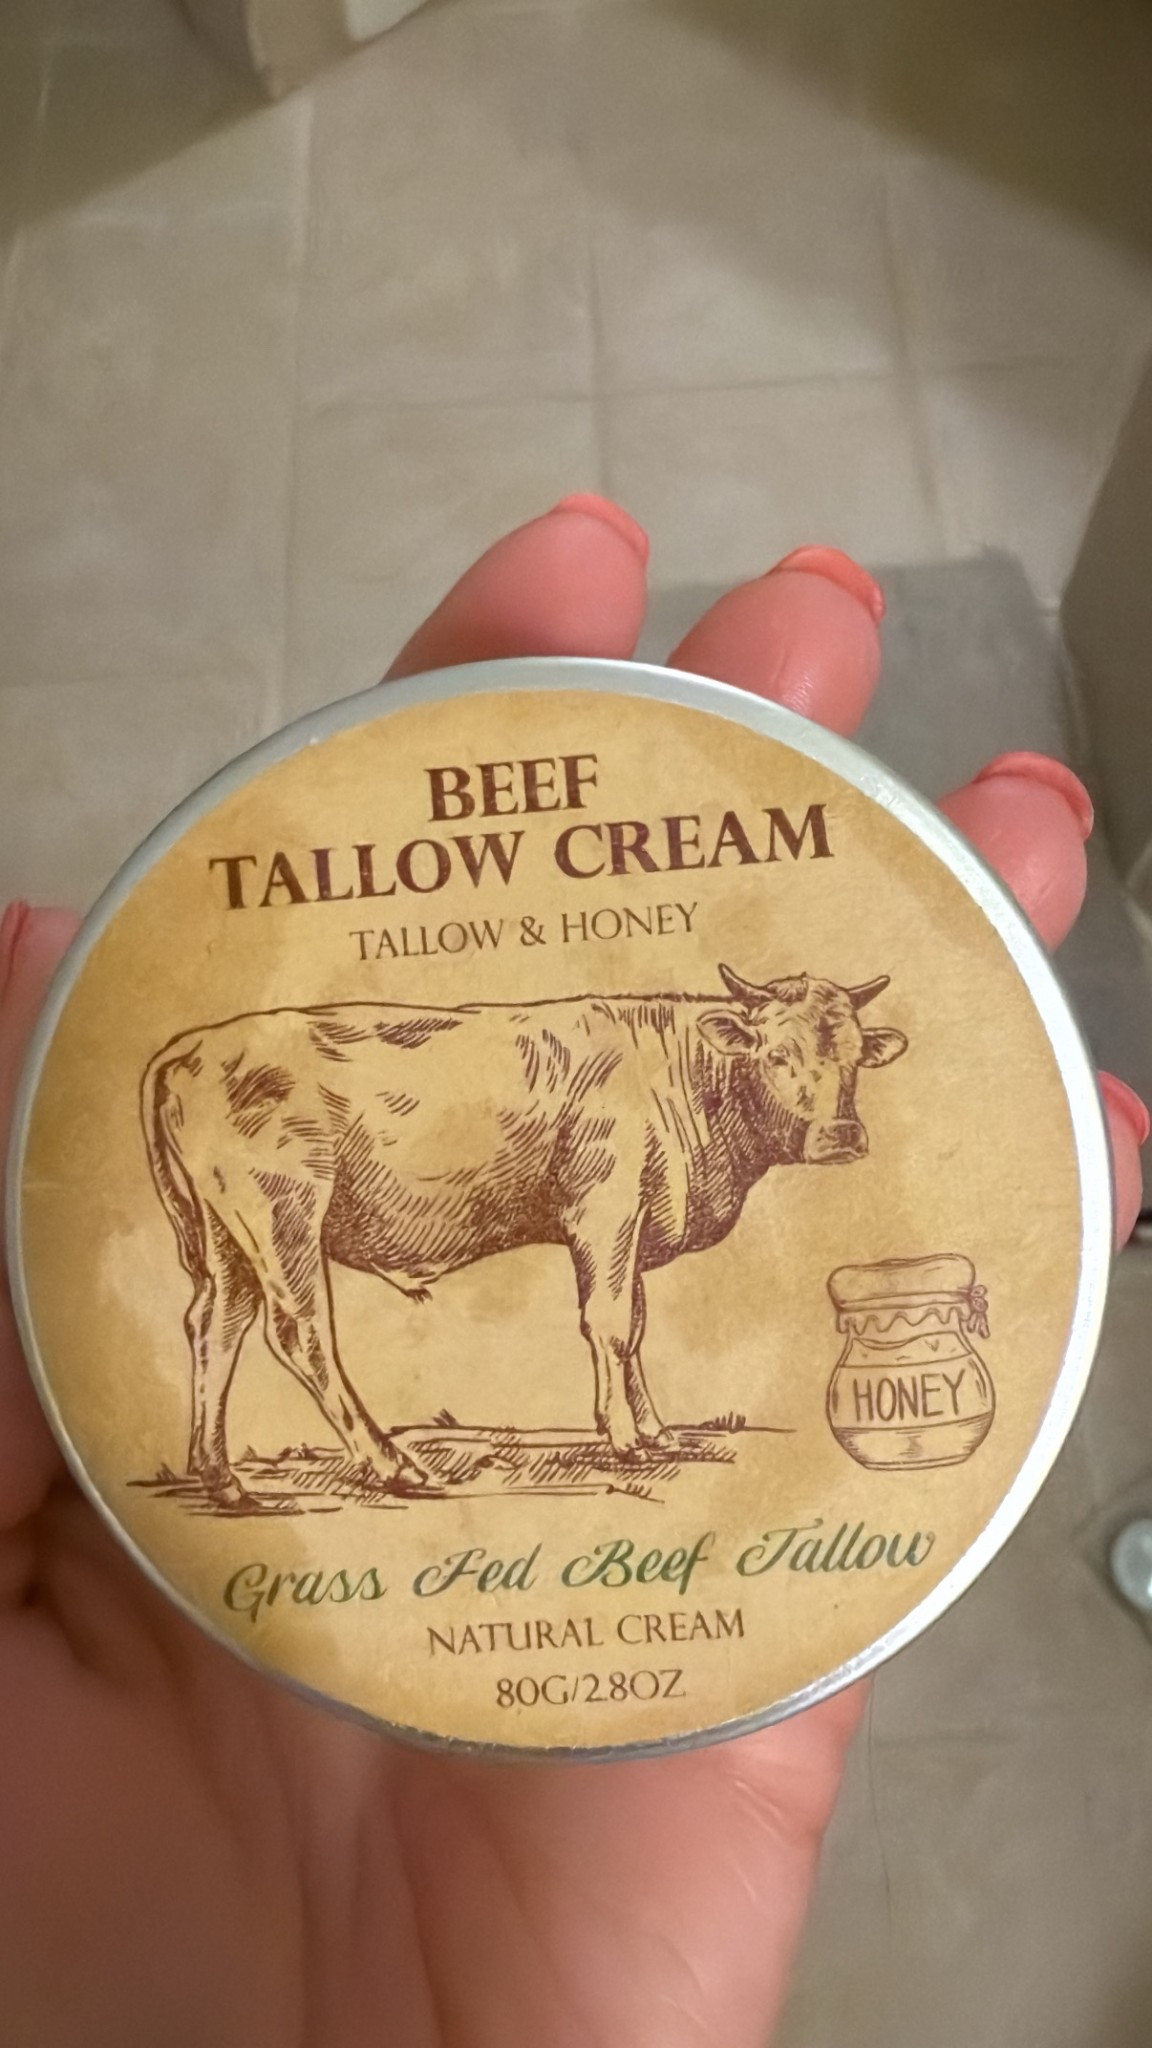 BEEF
TALLOW CREAM
TALLOW & HONEY
HONEY
Grass Fed Beef Tallow
NATURAL CREAM
80G/2.8OZ